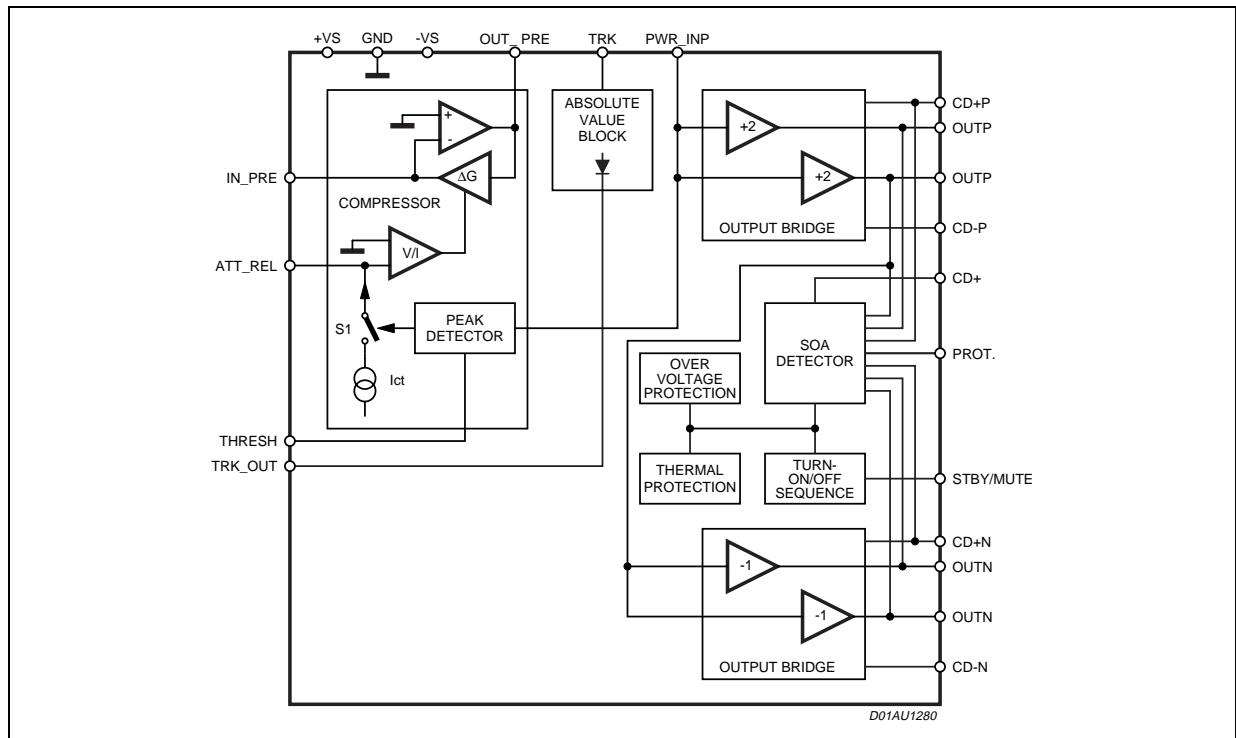 +VS GND -VS OUT_PRE TRK PWR_INP
ABSOLUTE
VALUE
BLOCK
+
-
ΔG
COMPRESSOR
IN_PRE
V/I
ATT_REL
S1
PEAK
DETECTOR
Ict
THRESH
TRK_OUT
+2
+2
OUTPUT BRIDGE
CD+P
OUTP
OUTP
CD-P
CD+
SOA
DETECTOR
PROT.
OVER
VOLTAGE
PROTECTION
THERMAL
PROTECTION
TURN-
ON/OFF
SEQUENCE
STBY/MUTE
-1
-1
OUTPUT BRIDGE
CD+N
OUTN
OUTN
CD-N
D01AU1280